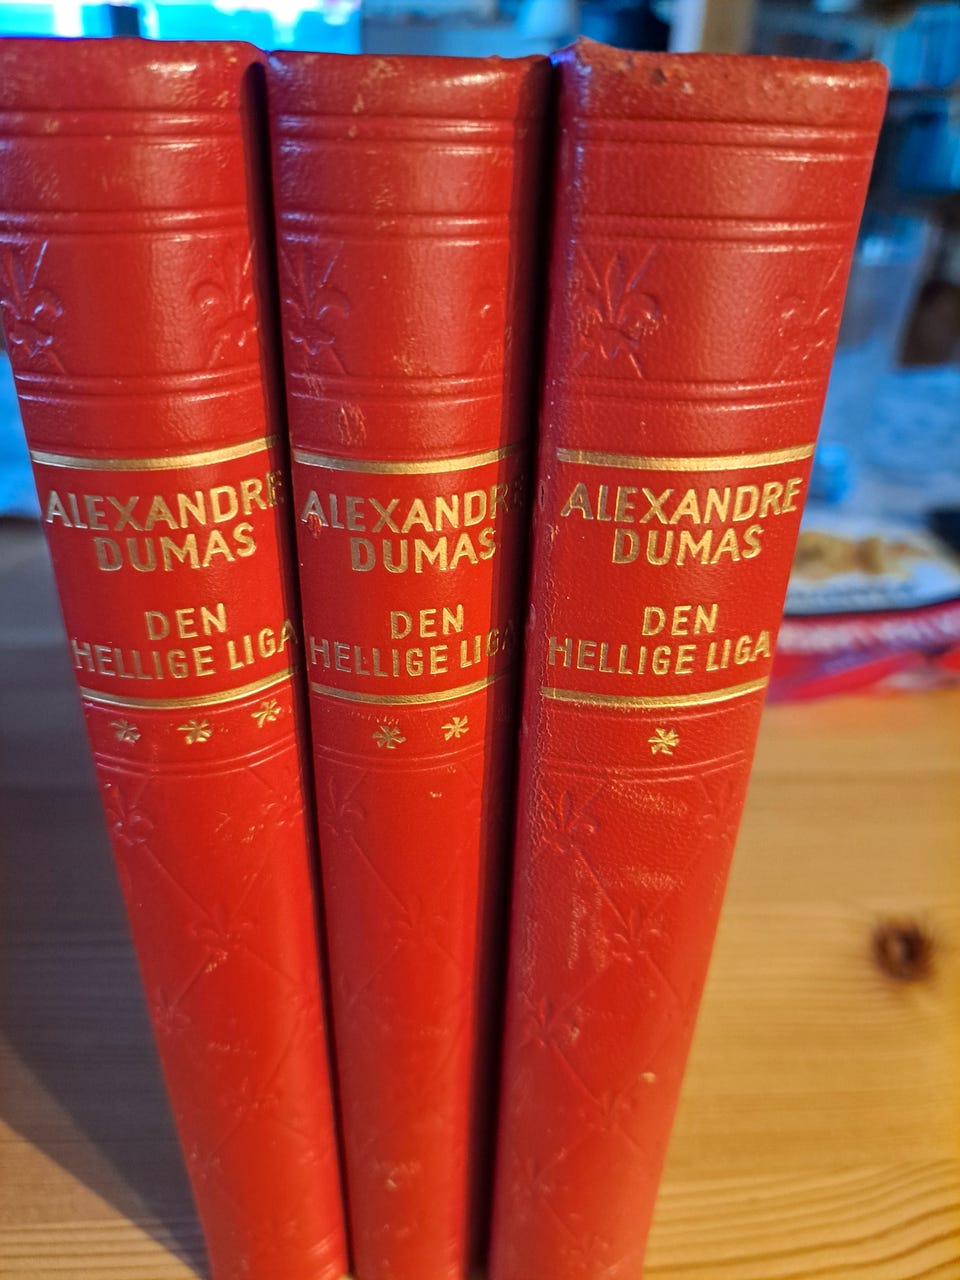 ALEXANDRE
DUMAS
DEN
HELLIGE LIGA
* * *
ALEXANDRE
DUMAS
DEN
HELLIGE LIGA
* *
ALEXANDRE
DUMAS
DEN
HELLIGE LIGA
*